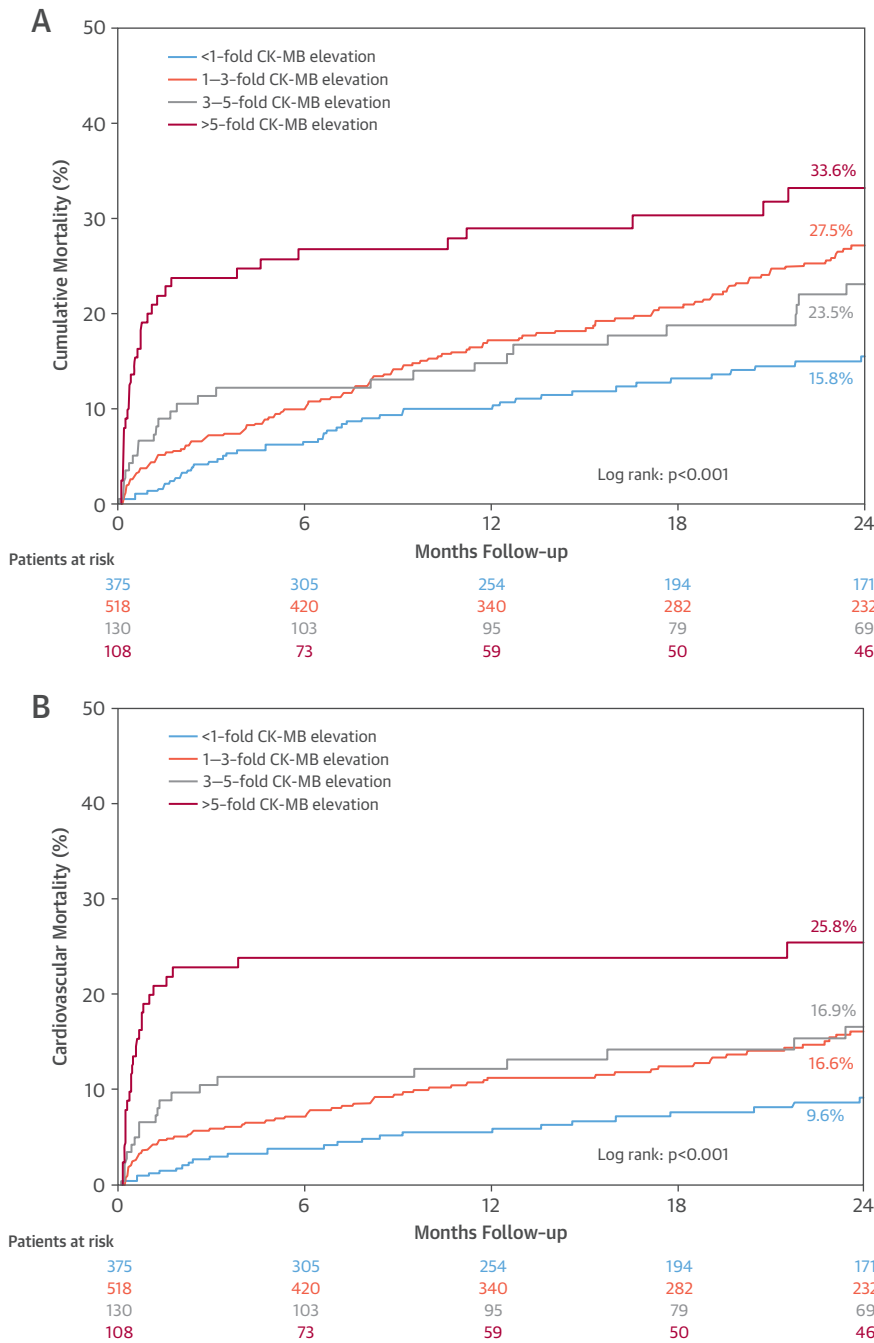 A
50
<1-fold CK-MB elevation
1–3-fold CK-MB elevation
3–5-fold CK-MB elevation
>5-fold CK-MB elevation
40
33.6%
30
27.5%
Cumulative Mortality (%)
20
23.5%
15.8%
10
Log rank: p<0.001
0
0 6 12 18 24
Months Follow-up
Patients at risk
375 305 254 194 171
518 420 340 282 232
130 103 95 79 69
108 73 59 50 46
B
50
<1-fold CK-MB elevation
1–3-fold CK-MB elevation
3–5-fold CK-MB elevation
>5-fold CK-MB elevation
40
30
25.8%
Cardiovascular Mortality (%)
20
16.9%
16.6%
10
9.6%
Log rank: p<0.001
0
0 6 12 18 24
Months Follow-up
Patients at risk
375 305 254 194 171
518 420 340 282 232
130 103 95 79 69
108 73 59 50 46